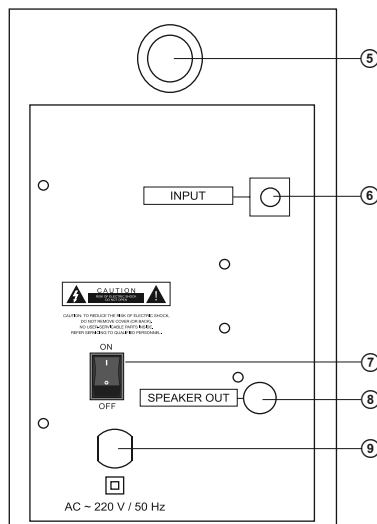 5
INPUT
6
CAUTION
RISK OF ELECTRIC SHOCK
DO NOT OPEN
CAUTION: TO REDUCE THE RISK OF ELECTRIC SHOCK,
DO NOT REMOVE COVER (OR BACK),
NO USER-SERVICABLE PARTS INSIDE,
REFER SERVICING TO QUALIFIED PERSONNEL.
ON
7
I
O
OFF
SPEAKER OUT
8
9
AC ~ 220 V / 50 Hz